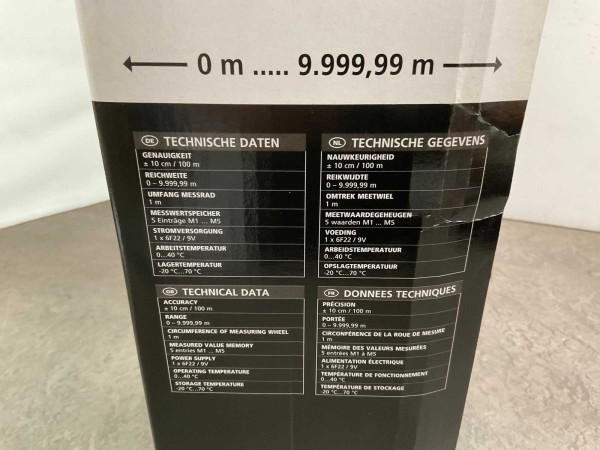 0 m ..... 9.999,99 m
DE TECHNISCHE DATEN
GENAUIGKEIT
± 10 cm / 100 m
REICHWEITE
0 – 9.999,99 m
UMFANG MESSRAD
1 m
MESSWERTSPEICHER
5 Einträge M1 ... M5
STROMVERSORGUNG
1 x 6F22 / 9V
ARBEITSTEMPERATUR
0...40 °C
LAGERTEMPERATUR
-20 °C...70 °C
NL TECHNISCHE GEGEVENS
NAUWKEURIGHEID
± 10 cm / 100 m
REIKWIJDTE
0 – 9.999,99 m
OMTREK MEETWIEL
1 m
MEETWAARDEGEHEUGEN
5 waarden M1 ... M5
VOEDING
1 x 6F22 / 9V
ARBEIDSTEMPERATUUR
0...40 °C
OPSLAGTEMPERATUUR
-20 °C...70 °C
GB TECHNICAL DATA
ACCURACY
± 10 cm / 100 m
RANGE
0 – 9.999,99 m
CIRCUMFERENCE OF MEASURING WHEEL
1 m
MEASURED VALUE MEMORY
5 entries M1 ... M5
POWER SUPPLY
1 x 6F22 / 9V
OPERATING TEMPERATURE
0...40 °C
STORAGE TEMPERATURE
-20 °C...70 °C
FR DONNEES TECHNIQUES
PRÉCISION
± 10 cm / 100 m
PORTÉE
0 – 9.999,99 m
CIRCONFÉRENCE DE LA ROUE DE MESURE
1 m
MÉMOIRE DES VALEURS MESURÉES
5 entrées M1 à M5
ALIMENTATION ÉLECTRIQUE
1 x 6F22 / 9V
TEMPÉRATURE DE FONCTIONNEMENT
0...40 °C
TEMPÉRATURE DE STOCKAGE
-20 °C...70 °C